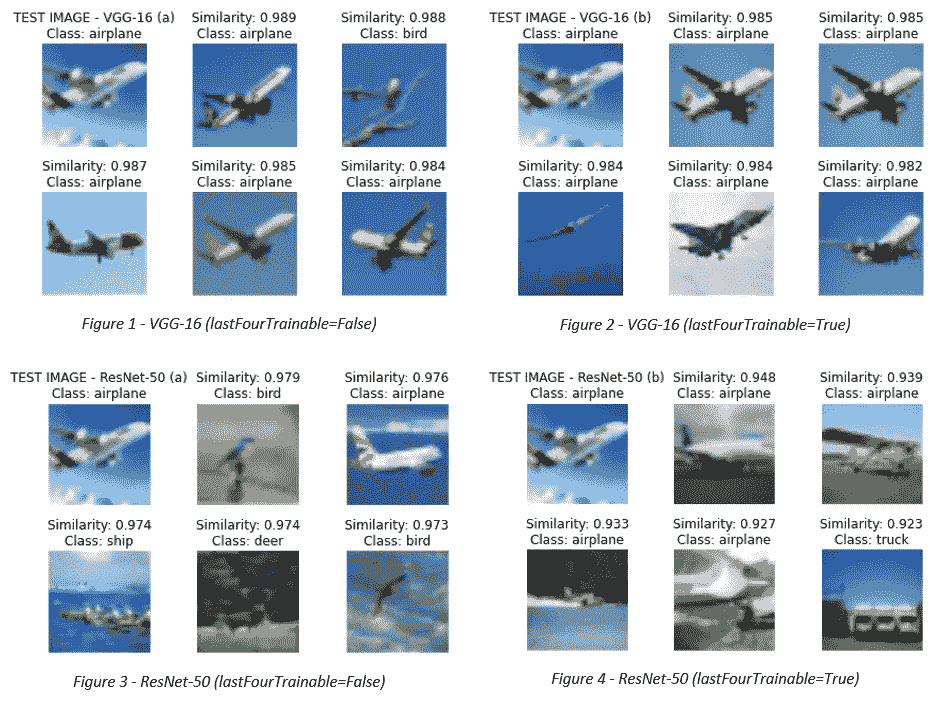 TEST IMAGE - VGG-16 (a)
Class: airplane
Similarity: 0.989
Class: airplane
Similarity: 0.988
Class: bird
Similarity: 0.987
Class: airplane
Similarity: 0.985
Class: airplane
Similarity: 0.984
Class: airplane
Figure 1 - VGG-16 (lastFourTrainable=False)
TEST IMAGE - VGG-16 (b)
Class: airplane
Similarity: 0.985
Class: airplane
Similarity: 0.985
Class: airplane
Similarity: 0.984
Class: airplane
Similarity: 0.984
Class: airplane
Similarity: 0.982
Class: airplane
Figure 2 - VGG-16 (lastFourTrainable=True)
TEST IMAGE - ResNet-50 (a)
Class: airplane
Similarity: 0.979
Class: bird
Similarity: 0.976
Class: airplane
Similarity: 0.974
Class: ship
Similarity: 0.974
Class: deer
Similarity: 0.973
Class: bird
Figure 3 - ResNet-50 (lastFourTrainable=False)
TEST IMAGE - ResNet-50 (b)
Class: airplane
Similarity: 0.948
Class: airplane
Similarity: 0.939
Class: airplane
Similarity: 0.933
Class: airplane
Similarity: 0.927
Class: airplane
Similarity: 0.923
Class: truck
Figure 4 - ResNet-50 (lastFourTrainable=True)